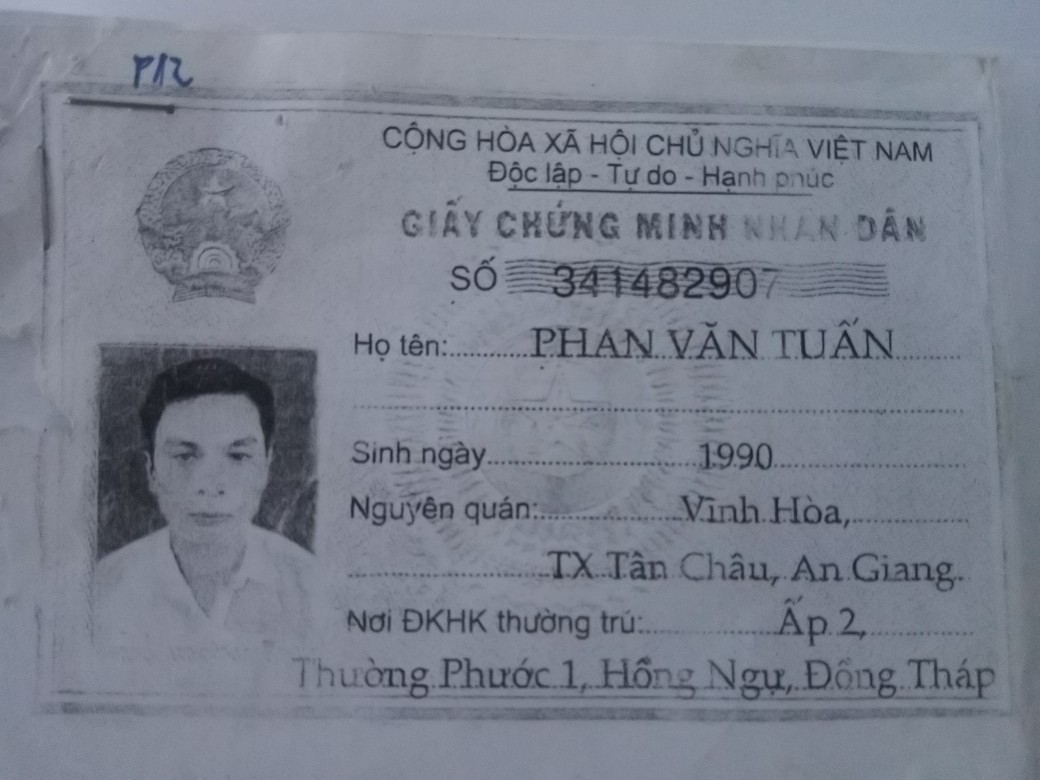 P12
CỘNG HÒA XÃ HỘI CHỦ NGHĨA VIỆT NAM
Độc lập - Tự do - Hạnh phúc
GIẤY CHỨNG MINH NHÂN DÂN
SỐ 341482907
Họ tên: PHAN VĂN TUẤN
Sinh ngày 1990
Nguyên quán: Vĩnh Hòa,
TX Tân Châu, An Giang.
Nơi ĐKHK thường trú: Ấp 2,
Thường Phước 1, Hồng Ngự, Đồng Tháp